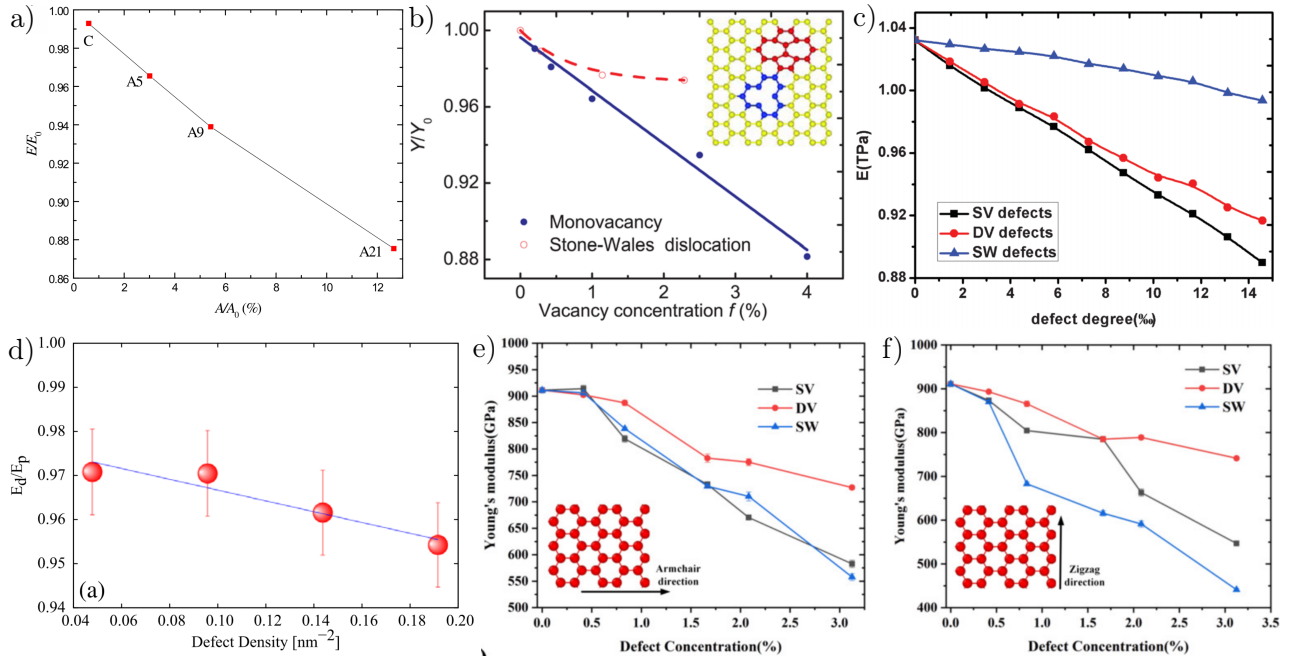 a)
1.00
0.98
0.96
0.94
0.92
0.90
0.88
0.86
E/E0
C
A5
A9
A21
0 2 4 6 8 10 12
A/A0 (%)
b)
1.00
0.96
0.92
0.88
Y/Y0
Monovacancy
Stone-Wales dislocation
0 1 2 3 4
Vacancy concentration f (%)
c)
1.04
1.00
0.96
0.92
0.88
E(TPa)
SV defects
DV defects
SW defects
0 2 4 6 8 10 12 14
defect degree(‰)
d)
1.00
0.99
0.98
0.97
0.96
0.95
0.94
Ed/Ep
(a)
0.04 0.06 0.08 0.10 0.12 0.14 0.16 0.18 0.20
Defect Density [nm−2]
e)
1000
950
900
850
800
750
700
650
600
550
500
Young's modulus(GPa)
SV
DV
SW
Armchair
direction
0.0 0.5 1.0 1.5 2.0 2.5 3.0
Defect Concentration(%)
f)
1000
900
800
700
600
500
400
Young's modulus(GPa)
SV
DV
SW
Zigzag
direction
0.0 0.5 1.0 1.5 2.0 2.5 3.0 3.5
Defect Concentration(%)